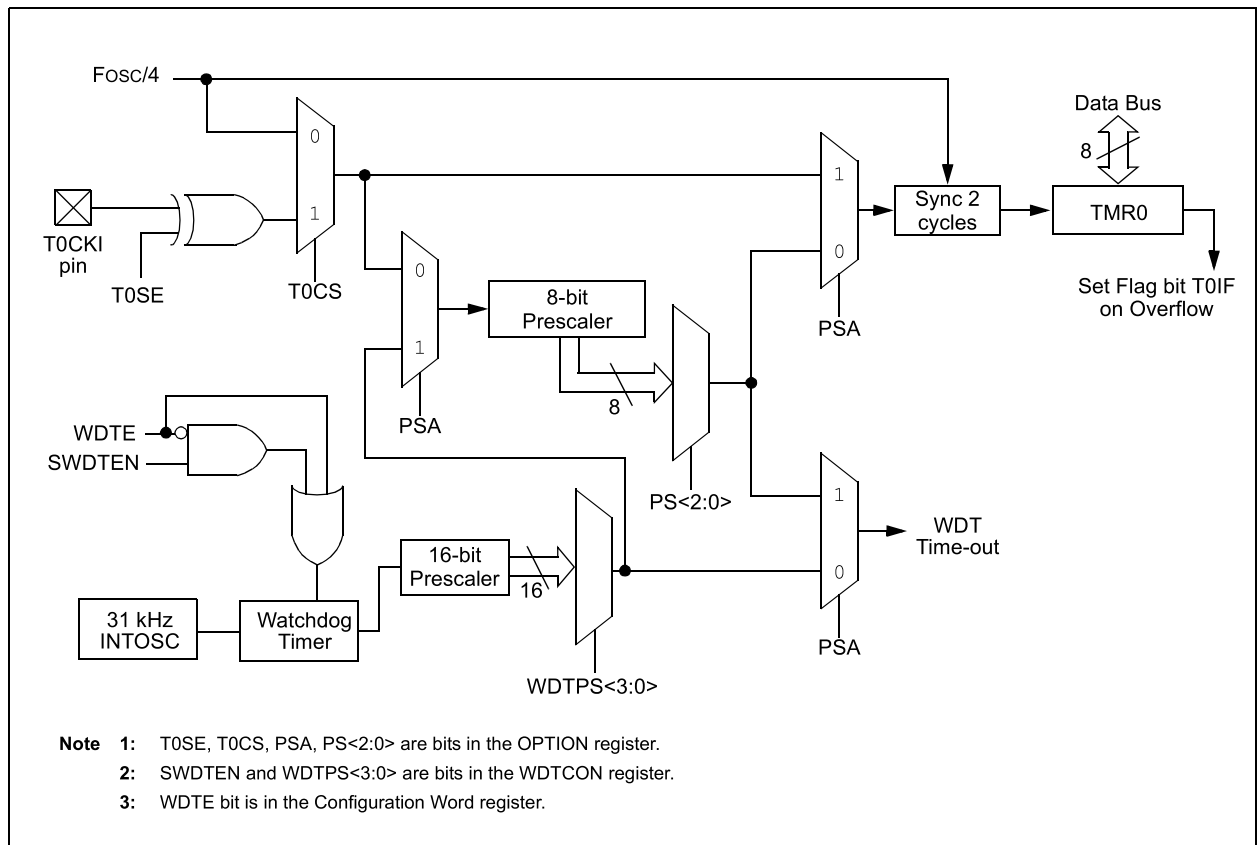 FOSC/4
Data Bus
8
0
1
T0CKI
pin
T0SE
T0CS
1
0
PSA
Sync 2
cycles
TMR0
Set Flag bit T0IF
on Overflow
0
1
PSA
8-bit
Prescaler
8
PS<2:0>
WDTE
SWDTEN
16-bit
Prescaler
16
WDTPS<3:0>
31 kHz
INTOSC
Watchdog
Timer
1
0
PSA
WDT
Time-out
Note 1: T0SE, T0CS, PSA, PS<2:0> are bits in the OPTION register.
2: SWDTEN and WDTPS<3:0> are bits in the WDTCON register.
3: WDTE bit is in the Configuration Word register.